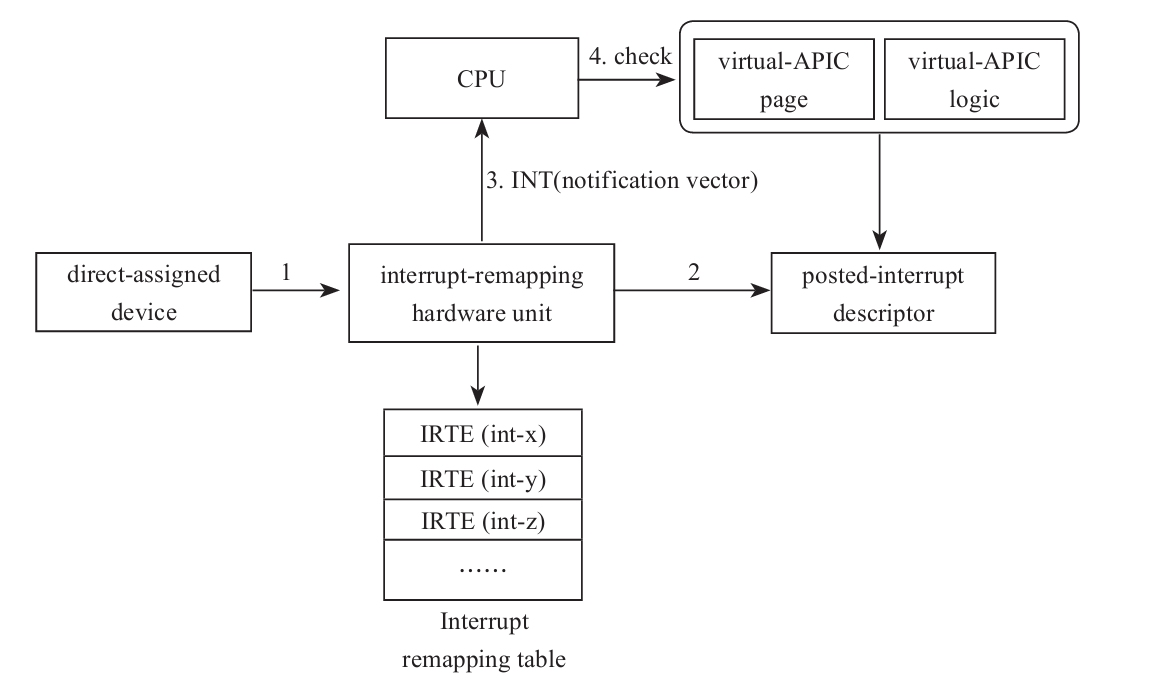 CPU
4. check
virtual-APIC
page
virtual-APIC
logic
3. INT(notification vector)
direct-assigned
device
1
interrupt-remapping
hardware unit
2
posted-interrupt
descriptor
IRTE (int-x)
IRTE (int-y)
IRTE (int-z)
……
Interrupt
remapping table